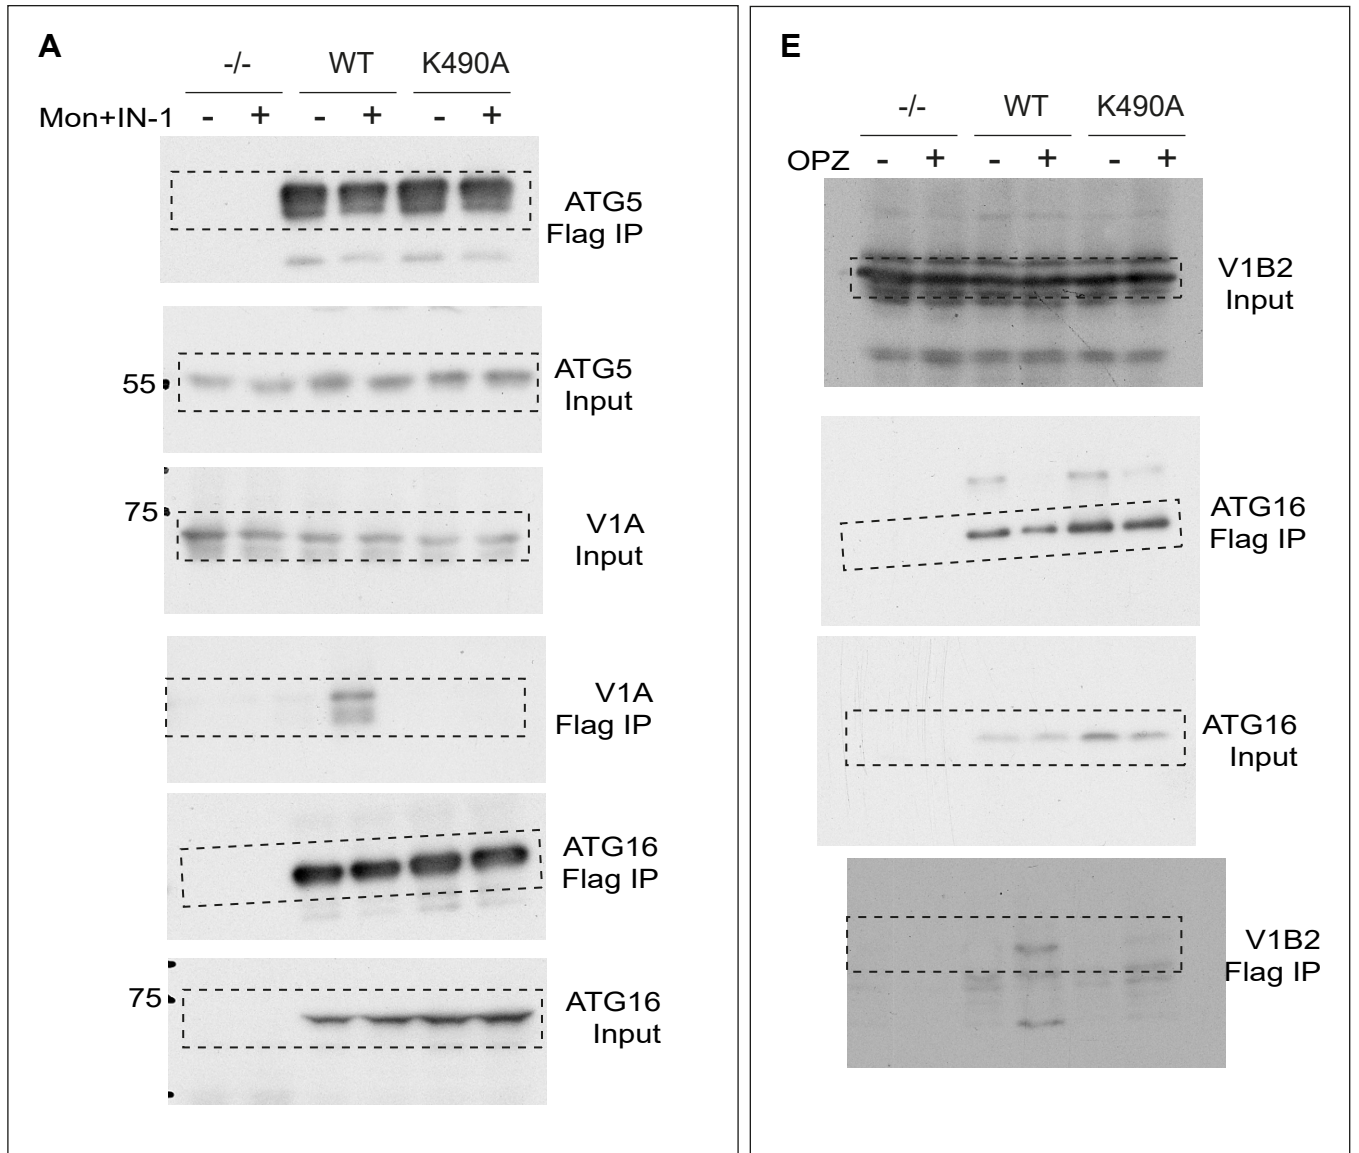 A
-/- WT K490A
Mon+IN-1 - + - + - +
ATG5
Flag IP
55
ATG5
Input
75
V1A
Input
V1A
Flag IP
ATG16
Flag IP
75
ATG16
Input
E
-/- WT K490A
OPZ - + - + - +
V1B2
Input
ATG16
Flag IP
ATG16
Input
V1B2
Flag IP